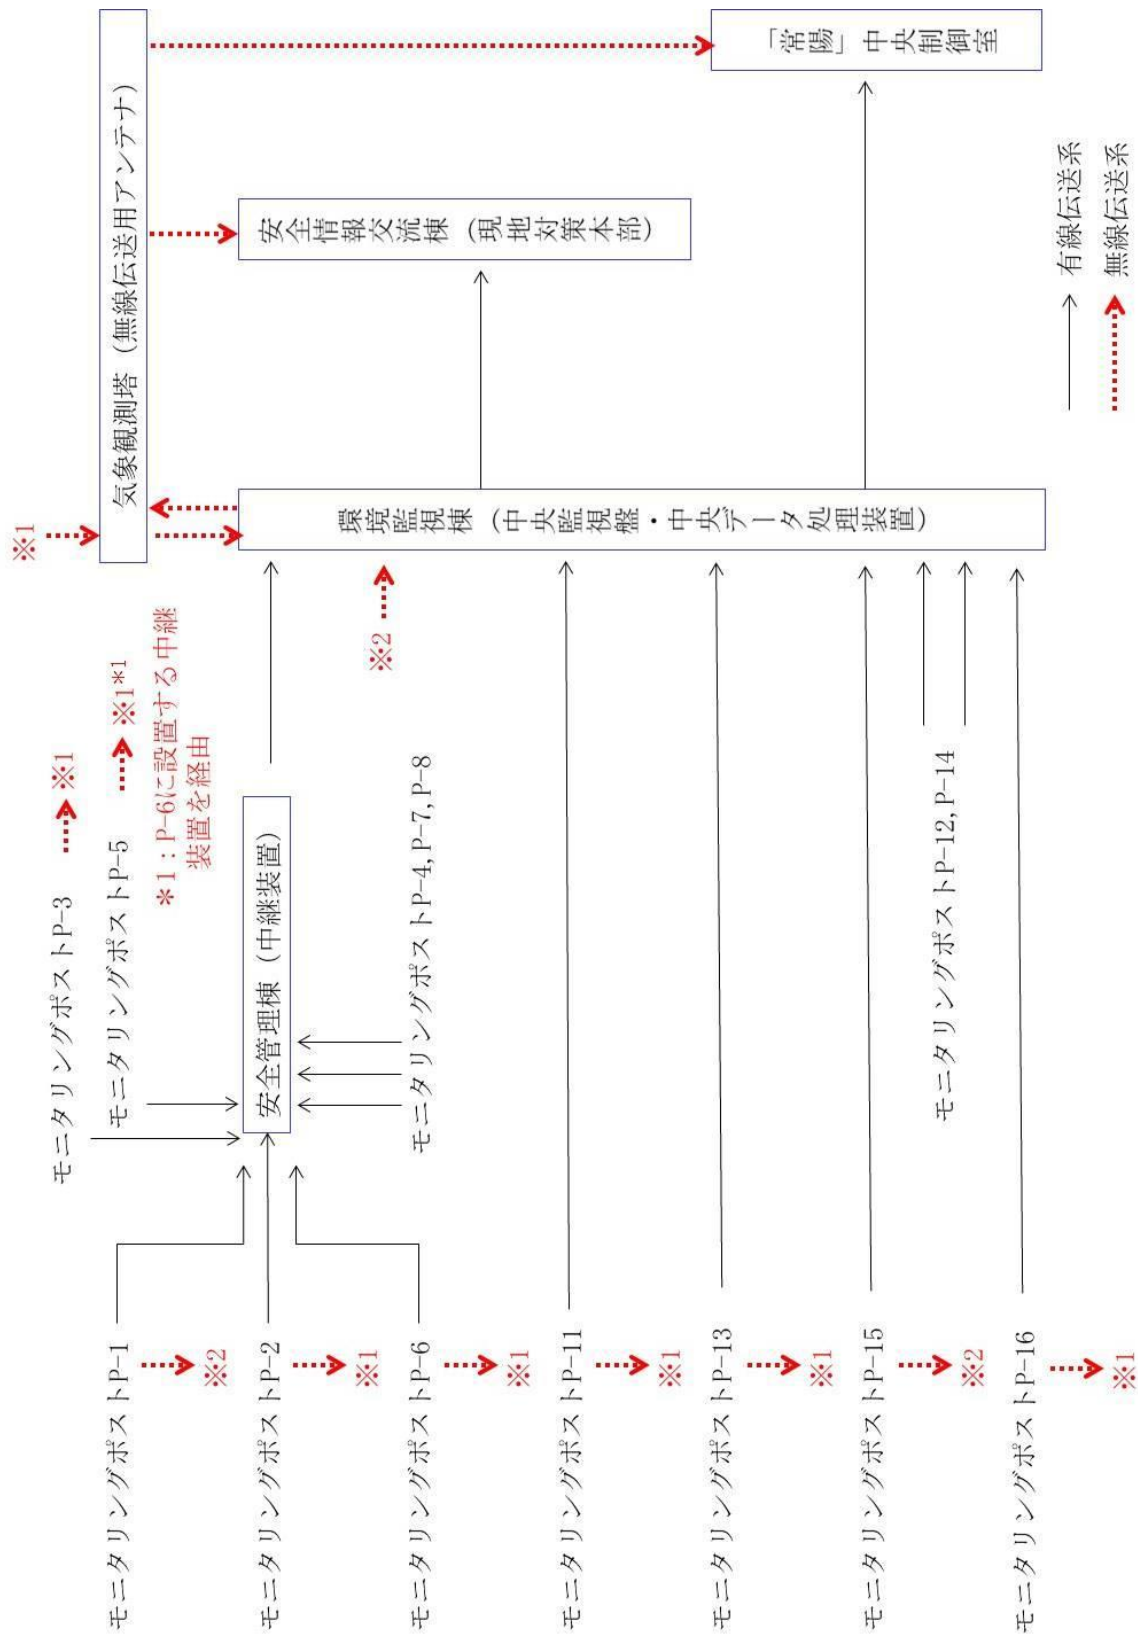 ※1
気象観測塔（無線伝送用アンテナ）
モニタリングポストP-3
※1
モニタリングポストP-5
※1*1
*1：P-6に設置する中継
装置を経由
モニタリングポストP-1
※2
モニタリングポストP-2
※1
モニタリングポストP-6
※1
モニタリングポストP-11
※1
モニタリングポストP-13
※1
モニタリングポストP-15
※2
モニタリングポストP-16
※1
安全管理棟（中継装置）
モニタリングポストP-4,P-7,P-8
※2
モニタリングポストP-12,P-14
環境監視棟（中央監視盤・中央データ処理装置）
安全情報交流棟（現地対策本部）
「常陽」中央制御室
有線伝送系
無線伝送系